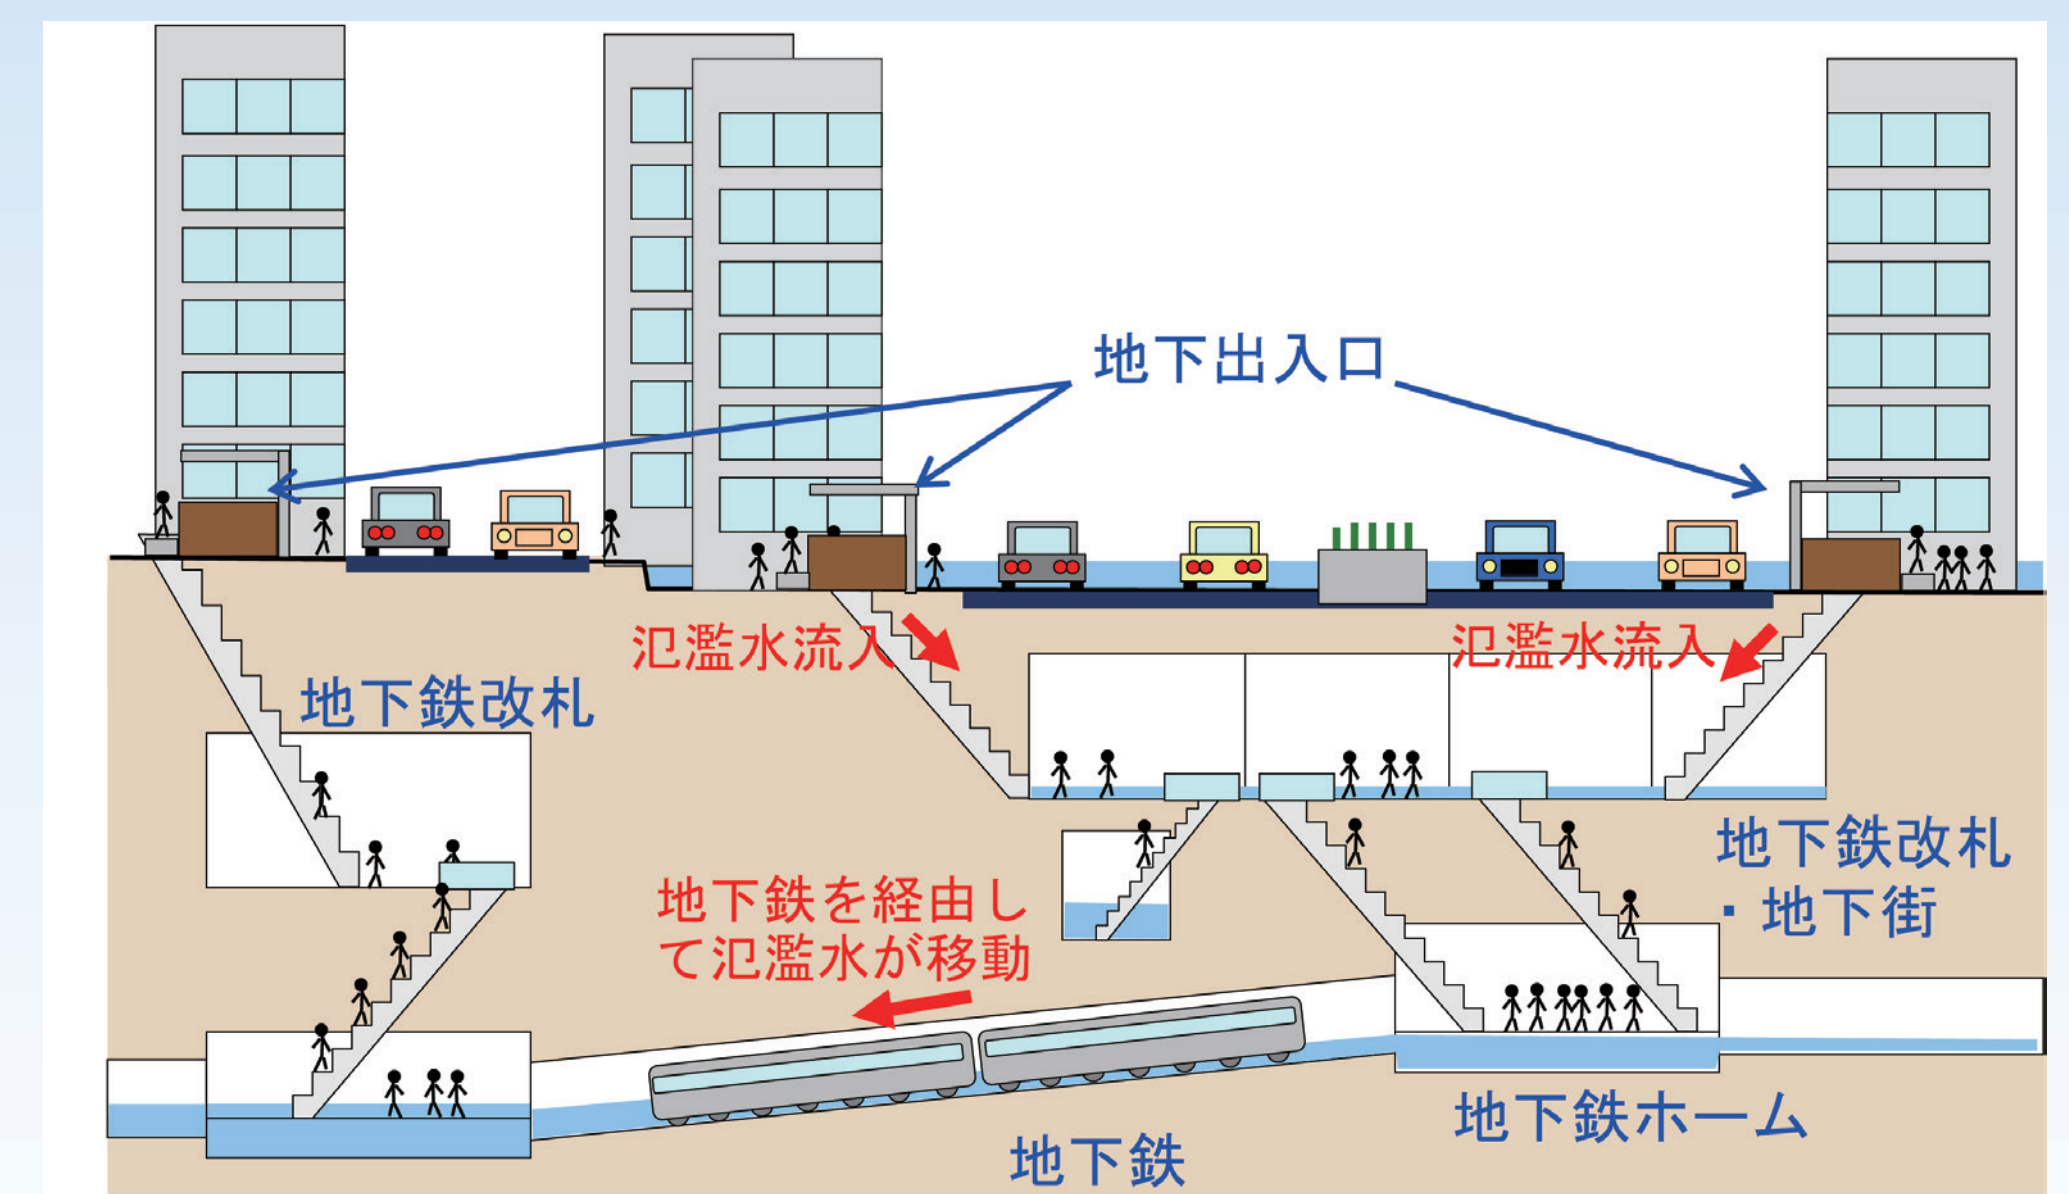 地下出入口
氾濫水流入
氾濫水流入
地下鉄改札
地下鉄改札
・地下街
地下鉄を経由し
て氾濫水が移動
地下鉄ホーム
地下鉄